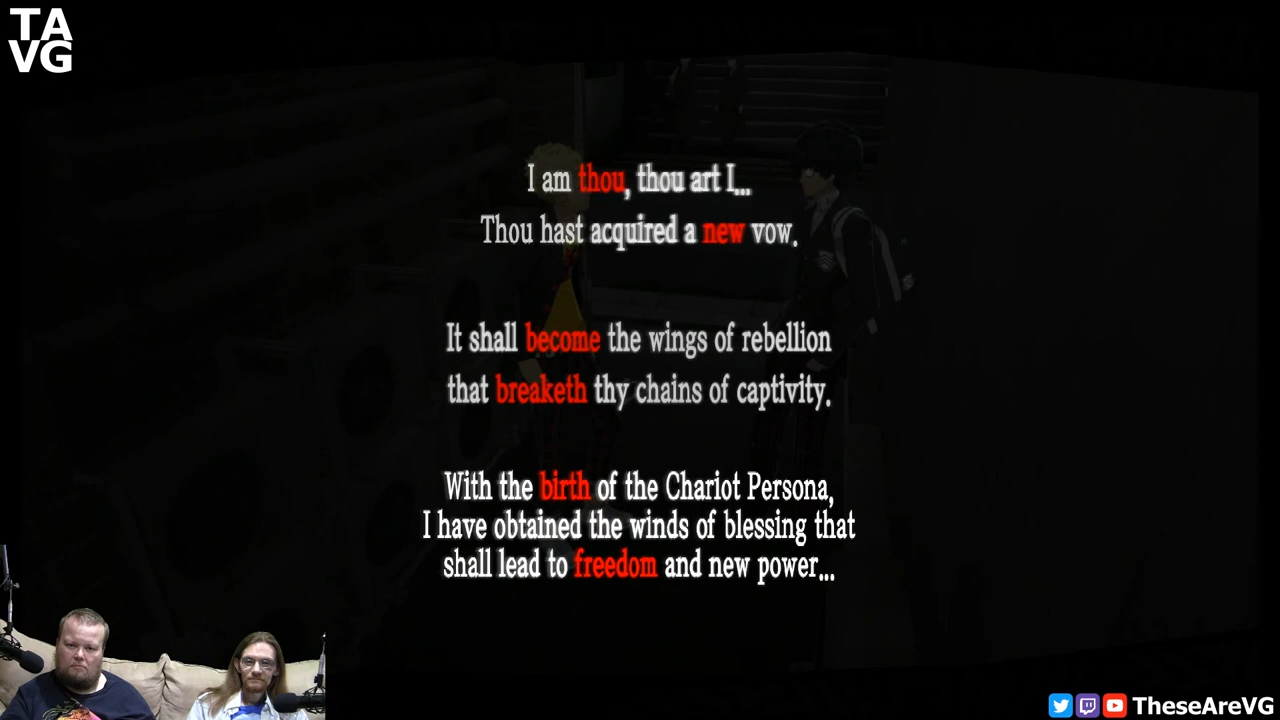 TA
VG
I am thou, thou art I...
Thou hast acquired a new vow.
It shall become the wings of rebellion
that breaketh thy chains of captivity.
With the birth of the Chariot Persona,
I have obtained the winds of blessing that
shall lead to freedom and new power...
TheseAreVG